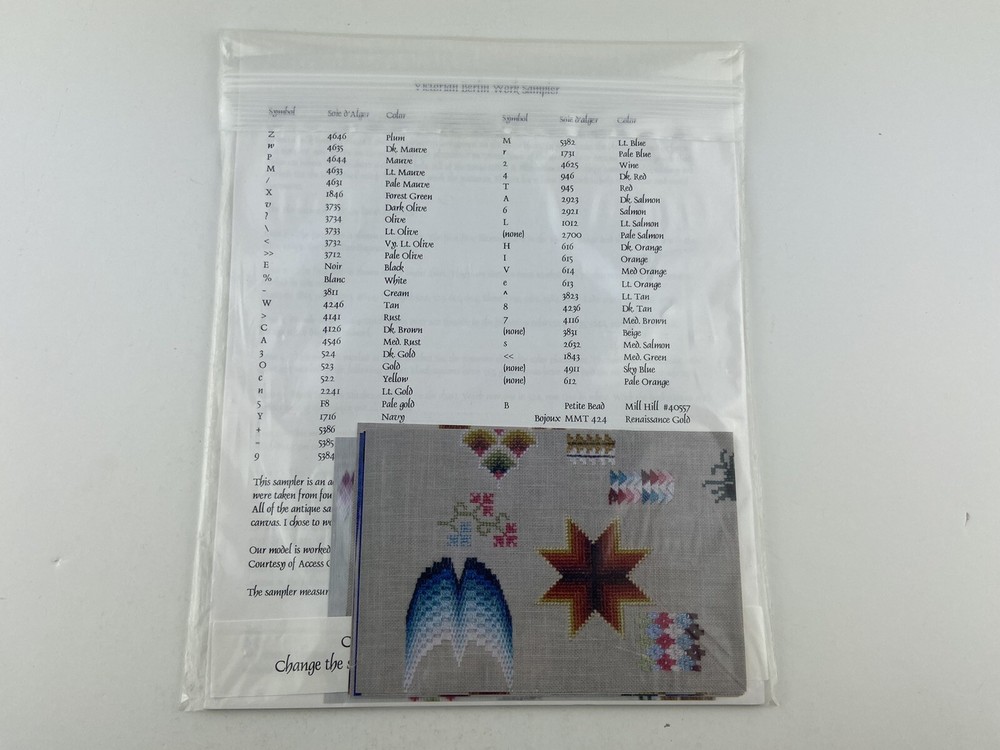 Victorian Berlin Work Sampler
Symbol Soie d'Alger Color Symbol Soie d'alger Color
Z 4646 Plum M 5382 Lt. Blue
w 4635 Dk. Mauve r 1731 Pale Blue
P 4644 Mauve 2 4625 Wine
M 4633 Lt. Mauve 4 946 Dk. Red
/ 4631 Pale Mauve T 945 Red
X 1846 Forest Green A 2923 Dk. Salmon
v 3735 Dark Olive 6 2921 Salmon
? 3734 Olive L 1012 Lt. Salmon
\ 3733 Lt. Olive (none) 2700 Pale Salmon
< 3732 Vy. Lt. Olive H 616 Dk. Orange
>> 3712 Pale Olive I 615 Orange
E Noir Black V 614 Med Orange
% Blanc White e 613 Lt. Orange
- 3811 Cream ^ 3823 Lt. Tan
W 4246 Tan 8 4236 Dk. Tan
> 4141 Rust 7 4116 Med. Brown
C 4126 Dk. Brown (none) 3831 Beige
A 4546 Med. Rust s 2632 Med. Salmon
3 524 Dk. Gold << 1843 Med. Green
O 523 Gold (none) 4911 Sky Blue
c 522 Yellow (none) 612 Pale Orange
n 2241 Lt. Gold
5 F8 Pale gold B Petite Bead Mill Hill #40557
Y 1716 Navy Bojoux MMT 424 Renaissance Gold
+ 5386
~ 5385
9 5384
This sampler is an a
were taken from fou
All of the antique sa
canvas. I chose to w
Our model is worked
Courtesy of Access C
The sampler measur
C
Change the s